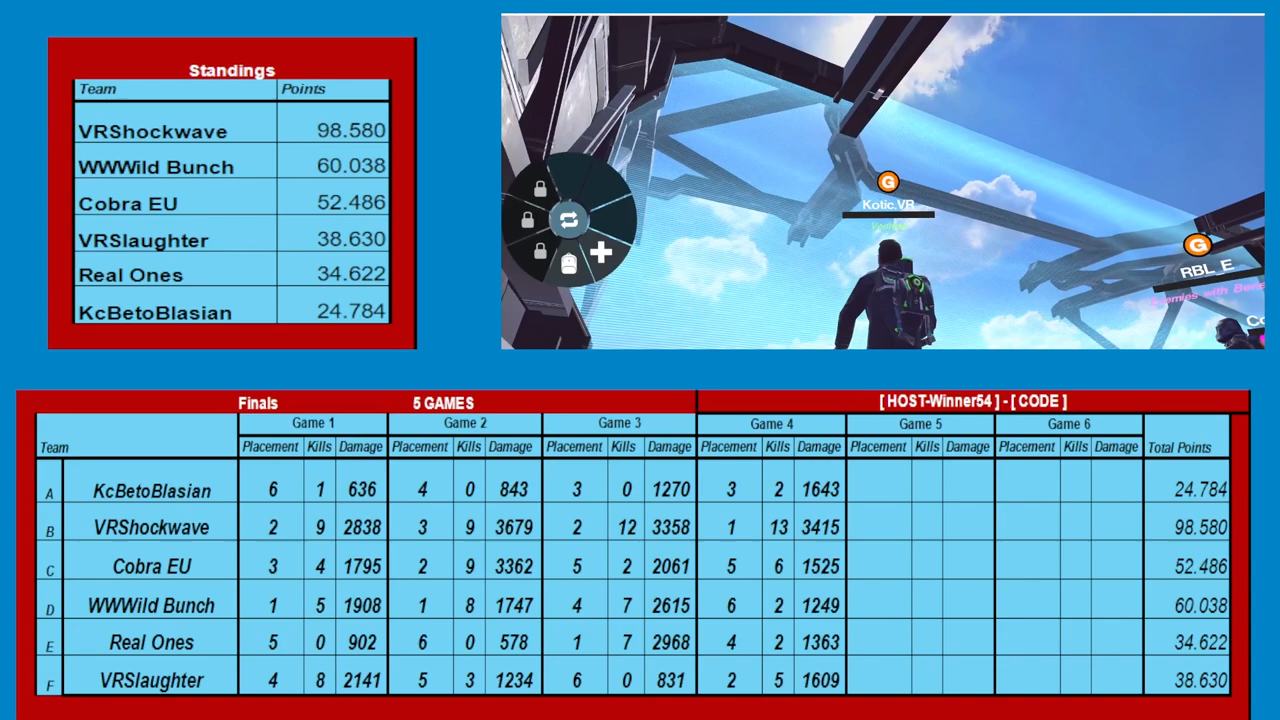 Standings
Team Points
VRShockwave 98.580
WWWild Bunch 60.038
Cobra EU 52.486
VRSlaughter 38.630
Real Ones 34.622
KcBetoBlasian 24.784
G
Kotic.VR
G
RBL_E
Enemies with Bene
Co
Finals 5 GAMES [ HOST-Winner54 ] - [ CODE ]
Team Game 1 Game 2 Game 3 Game 4 Game 5 Game 6 Total Points
Placement Kills Damage Placement Kills Damage Placement Kills Damage Placement Kills Damage Placement Kills Damage Placement Kills Damage
A KcBetoBlasian 6 1 636 4 0 843 3 0 1270 3 2 1643 24.784
B VRShockwave 2 9 2838 3 9 3679 2 12 3358 1 13 3415 98.580
C Cobra EU 3 4 1795 2 9 3362 5 2 2061 5 6 1525 52.486
D WWWild Bunch 1 5 1908 1 8 1747 4 7 2615 6 2 1249 60.038
E Real Ones 5 0 902 6 0 578 1 7 2968 4 2 1363 34.622
F VRSlaughter 4 8 2141 5 3 1234 6 0 831 2 5 1609 38.630